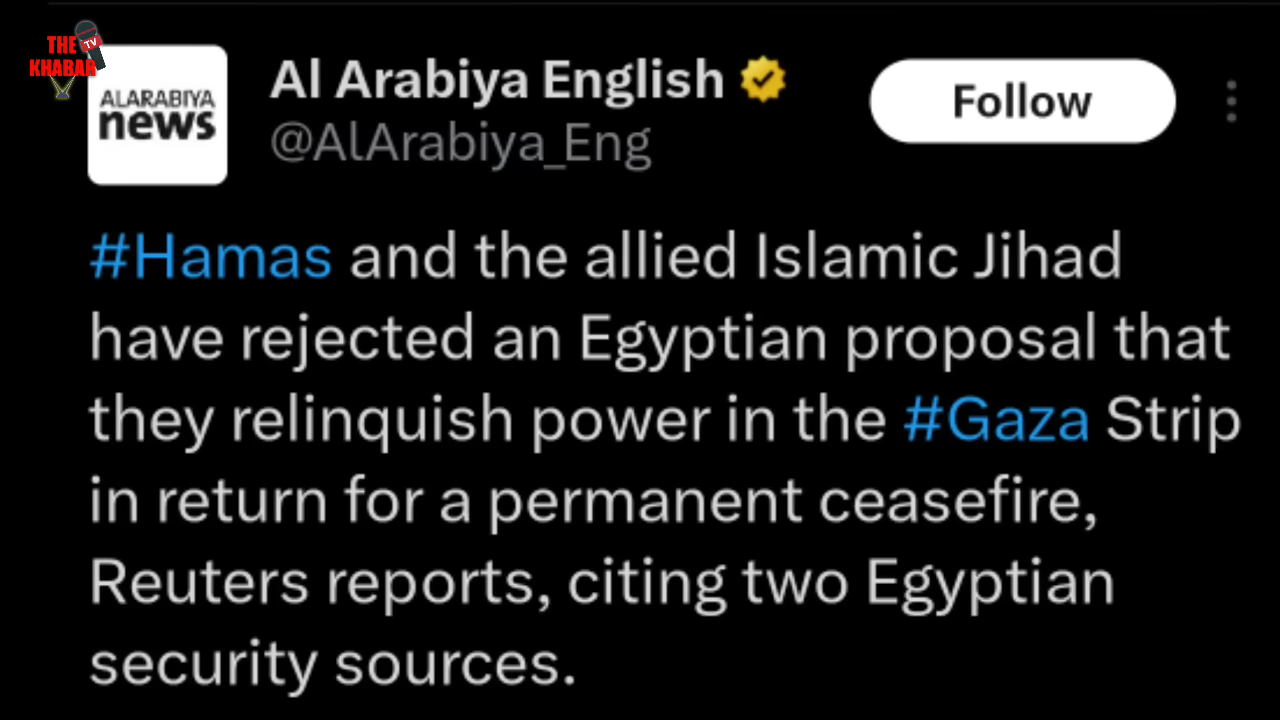 THE
TV
KHABAR
ALARABIYA
news
Al Arabiya English
@AlArabiya_Eng
Follow
#Hamas and the allied Islamic Jihad
have rejected an Egyptian proposal that
they relinquish power in the #Gaza Strip
in return for a permanent ceasefire,
Reuters reports, citing two Egyptian
security sources.